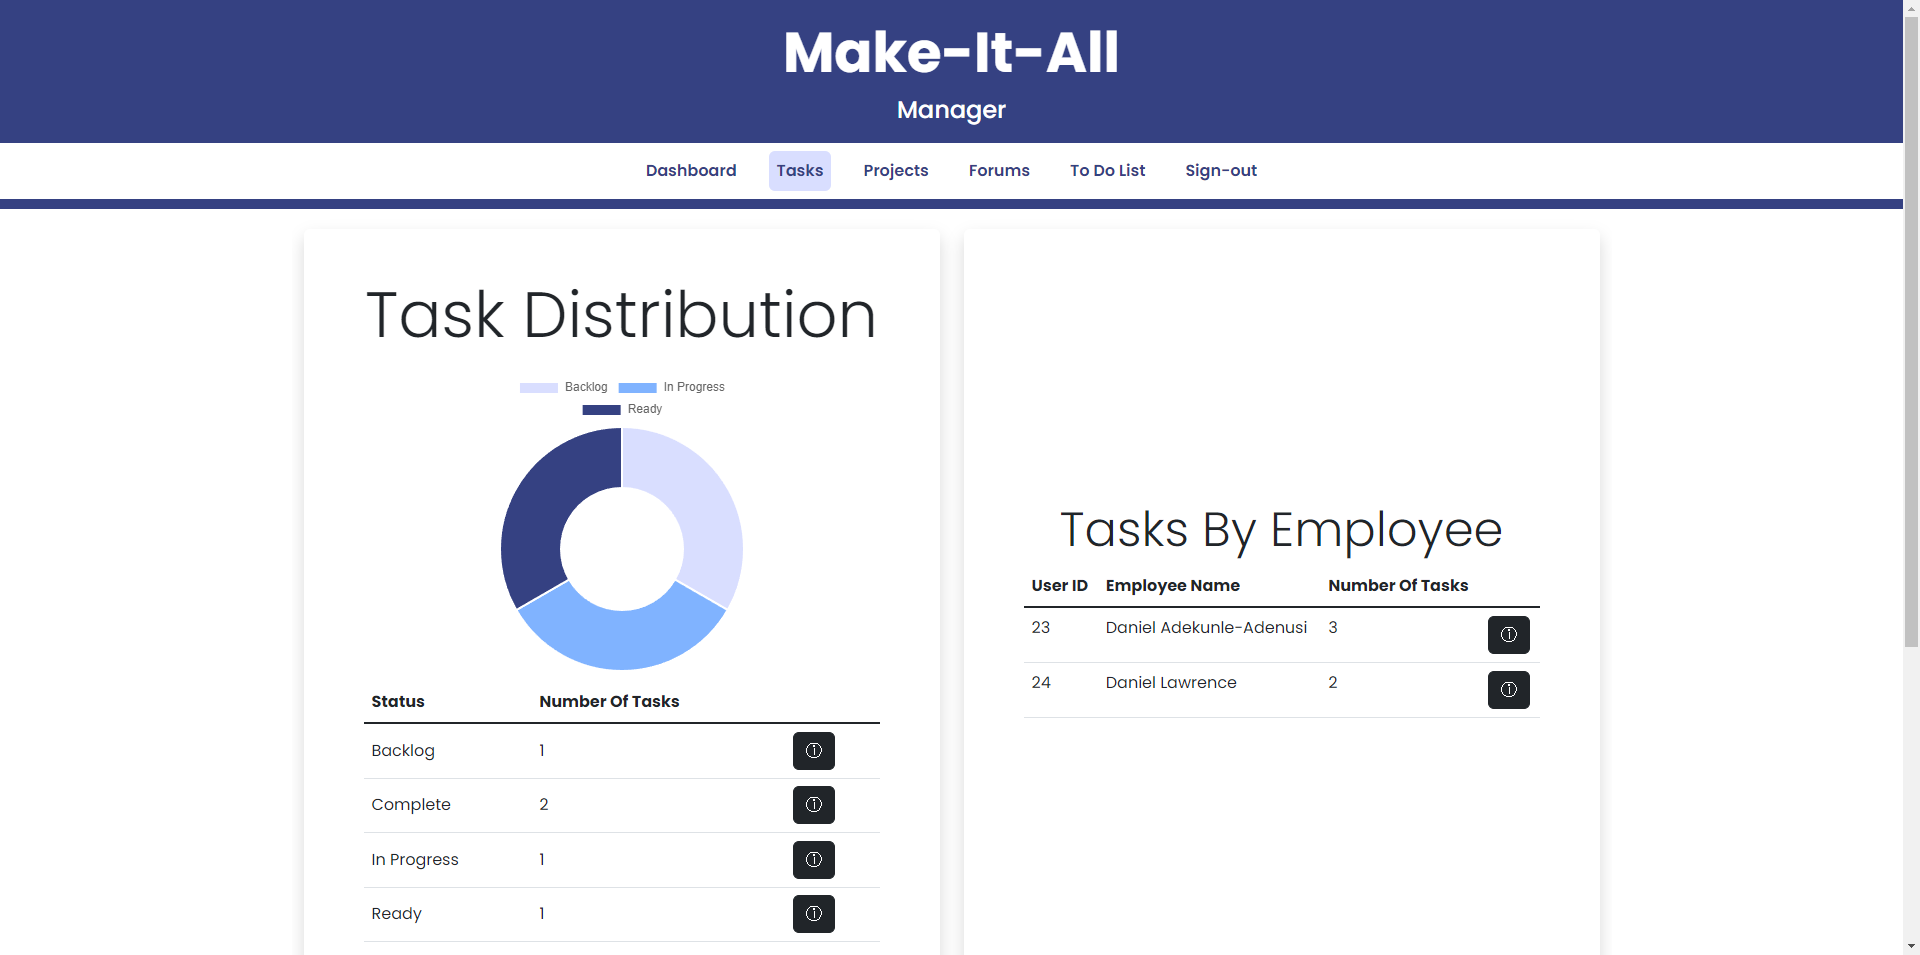 Make-It-All
Manager
Dashboard Tasks Projects Forums To Do List Sign-out
Task Distribution
Backlog In Progress
Ready
Status Number Of Tasks
Backlog 1
Complete 2
In Progress 1
Ready 1
Tasks By Employee
User ID Employee Name Number Of Tasks
23 Daniel Adekunle-Adenusi 3
24 Daniel Lawrence 2